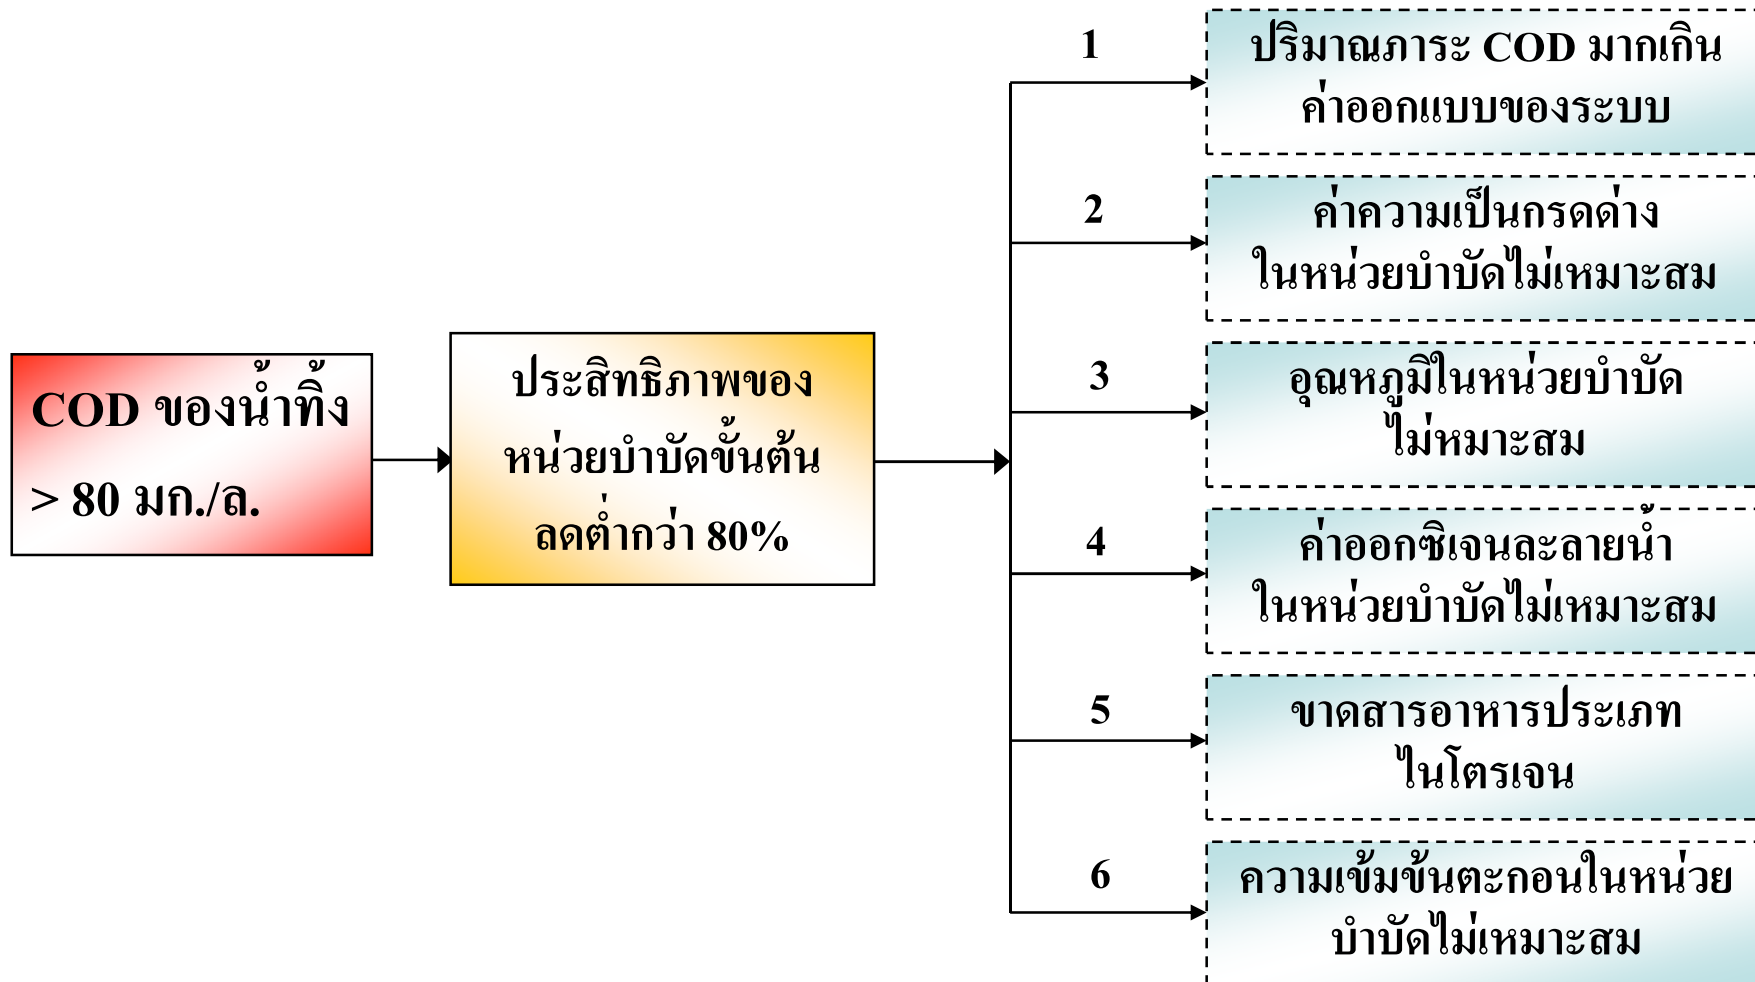 COD ของน้ำทิ้ง
> 80 มก./ล.
ประสิทธิภาพของ
หน่วยบำบัดขั้นต้น
ลดต่ำกว่า 80%
1
ปริมาณภาระ COD มากเกิน
ค่าออกแบบของระบบ
2
ค่าความเป็นกรดด่าง
ในหน่วยบำบัดไม่เหมาะสม
3
อุณหภูมิในหน่วยบำบัด
ไม่หมาะสม
4
ค่าออกซิเจนละลายน้ำ
ในหน่วยบำบัดไม่เหมาะสม
5
ขาดสารอาหารประเภท
ไนโตรเจน
6
ความเข้มข้นตะกอนในหน่วย
บำบัดไม่เหมาะสม